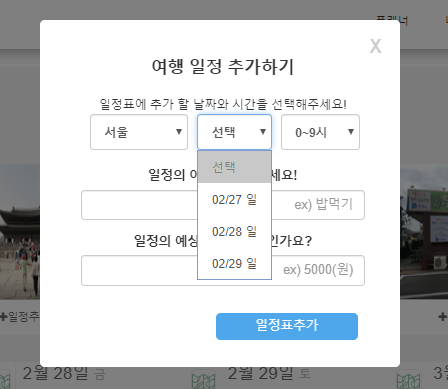 플래너
X
여행 일정 추가하기
일정표에 추가 할 날짜와 시간을 선택해주세요!
서울 선택 0~9시
선택
02/27 일
02/28 일
02/29 일
일정의 이 세요!
ex) 밥먹기
일정의 예상 인가요?
ex) 5000(원)
일정표추가
일정추
2월 28일 금 2월 29일 토 3